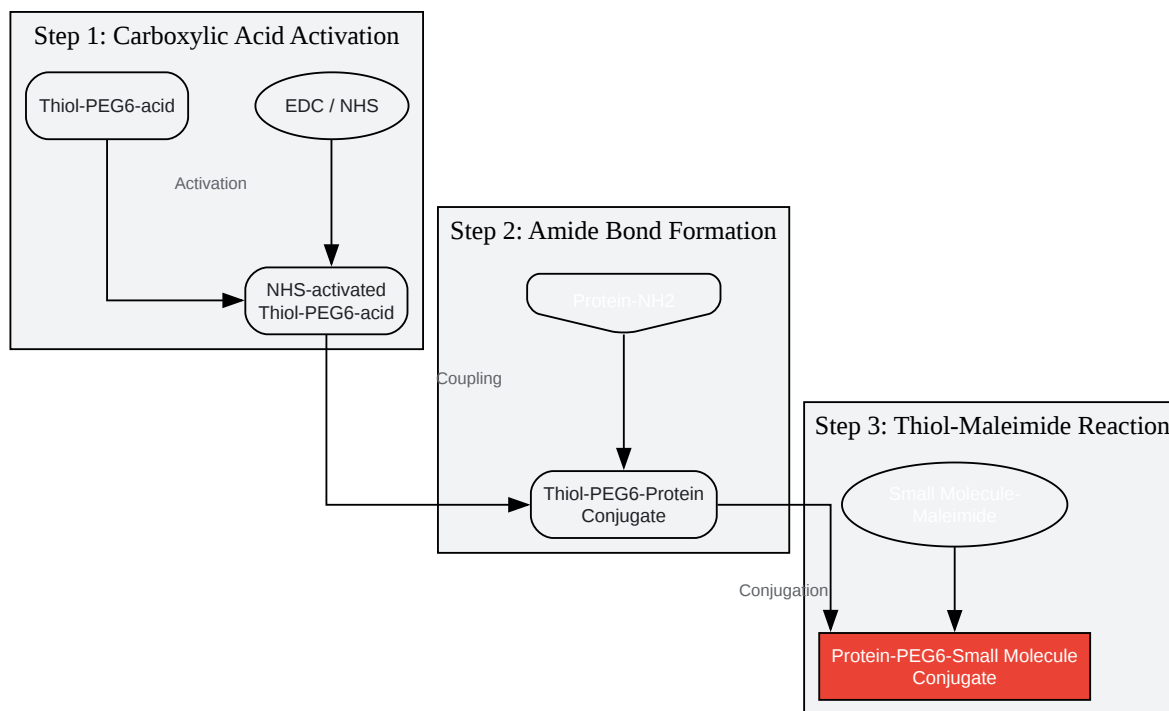 Step 1: Carboxylic Acid Activation
Thiol-PEG6-acid
EDC / NHS
Activation
NHS-activated
Thiol-PEG6-acid
Step 2: Amide Bond Formation
Protein-NH2
Coupling
Thiol-PEG6-Protein
Conjugate
Step 3: Thiol-Maleimide Reaction
Small Molecule-
Maleimide
Conjugation
Protein-PEG6-Small Molecule
Conjugate